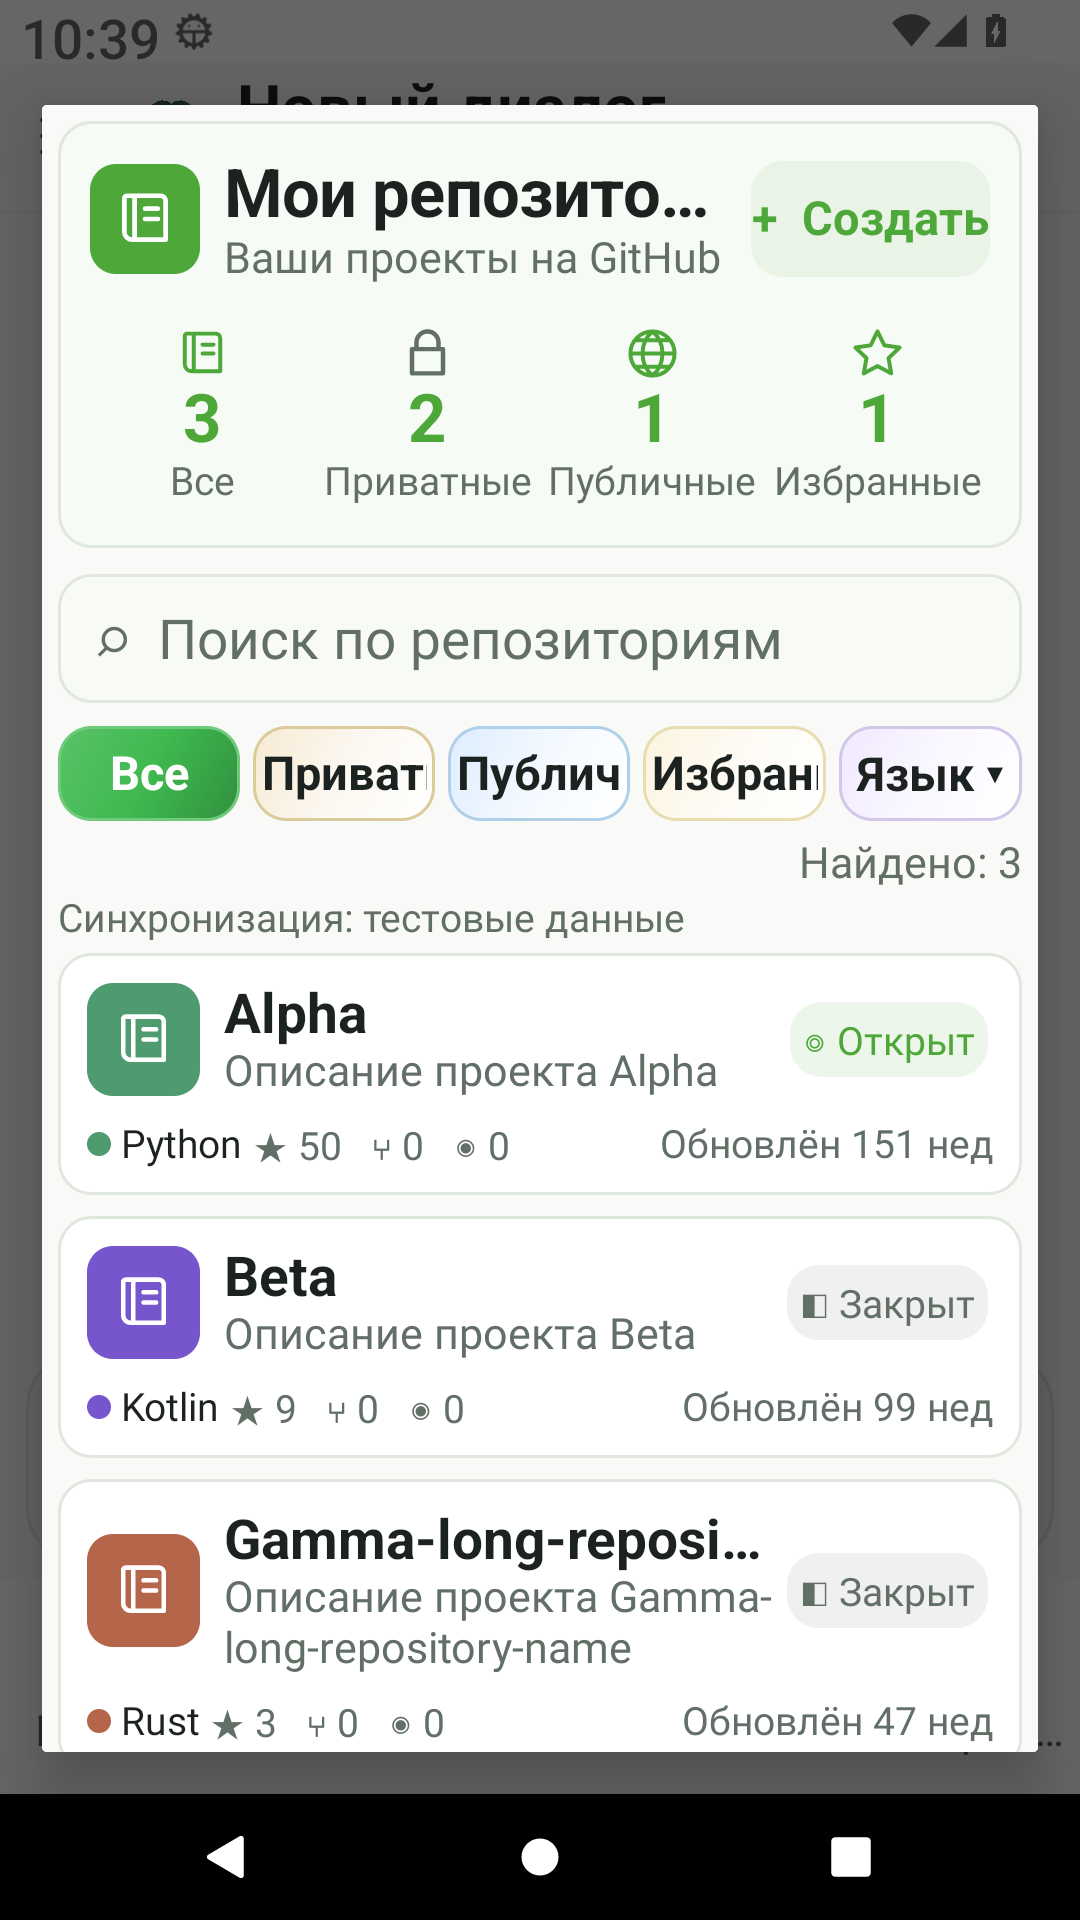 10:39
Новый диалог
Мои репозито...
Ваши проекты на GitHub
+ Создать
3
Все
2
Приватные
1
Публичные
1
Избранные
Поиск по репозиториям
Все
Приват
Публич
Избран
Язык ▾
Найдено: 3
Синхронизация: тестовые данные
Alpha
Описание проекта Alpha
Открыт
Python ★ 50 0 0
Обновлён 151 нед
Beta
Описание проекта Beta
Закрыт
Kotlin ★ 9 0 0
Обновлён 99 нед
Gamma-long-reposi...
Описание проекта Gamma-
long-repository-name
Закрыт
Rust ★ 3 0 0
Обновлён 47 нед